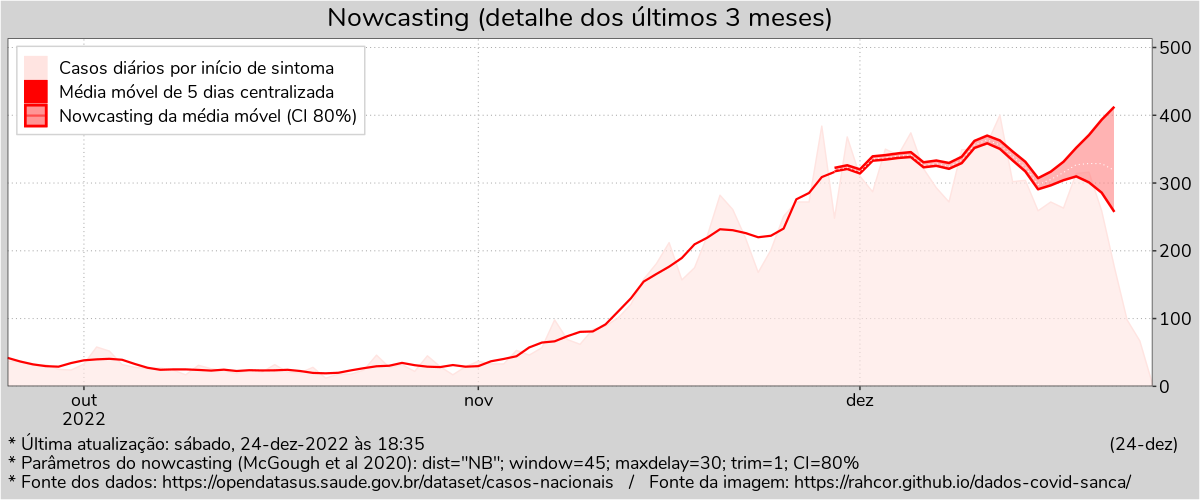 Nowcasting (detalhe dos últimos 3 meses)
Casos diários por início de sintoma
Média móvel de 5 dias centralizada
Nowcasting da média móvel (CI 80%)
500
400
300
200
100
0
out
2022
nov
dez
* Última atualização: sábado, 24-dez-2022 às 18:35
(24-dez)
* Parâmetros do nowcasting (McGough et al 2020): dist="NB"; window=45; maxdelay=30; trim=1; CI=80%
* Fonte dos dados: https://opendatasus.saude.gov.br/dataset/casos-nacionais / Fonte da imagem: https://rahcor.github.io/dados-covid-sanca/